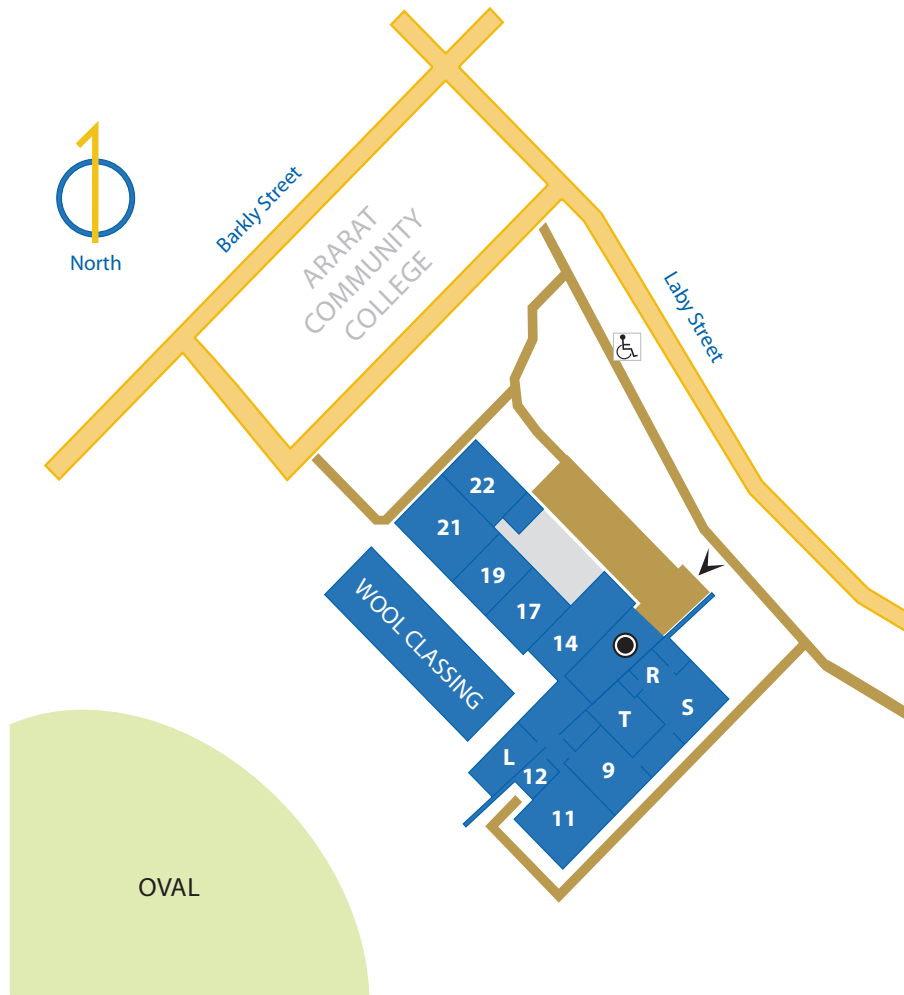 Barkly Street
North
ARARAT
COMMUNITY
COLLEGE
Laby Street
22
21
19
17
14
WOOL CLASSING
R
S
T
L
12
9
11
OVAL